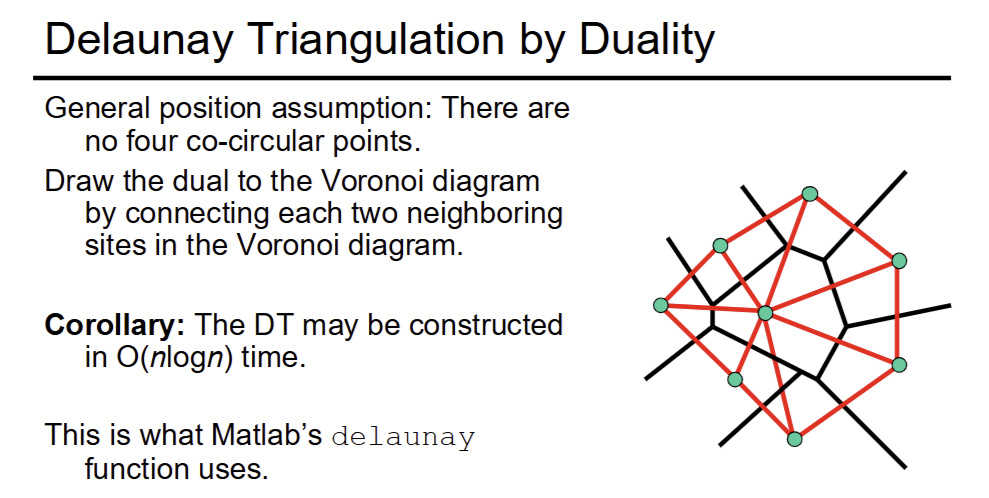 Delaunay Triangulation by Duality
General position assumption: There are
no four co-circular points.
Draw the dual to the Voronoi diagram
by connecting each two neighboring
sites in the Voronoi diagram.
Corollary: The DT may be constructed
in O(nlogn) time.
This is what Matlab's delaunay
function uses.